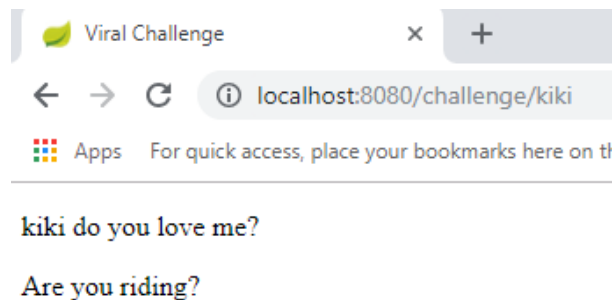 Viral Challenge
localhost:8080/challenge/kiki
Apps For quick access, place your bookmarks here on
kiki do you love me?
Are you riding?